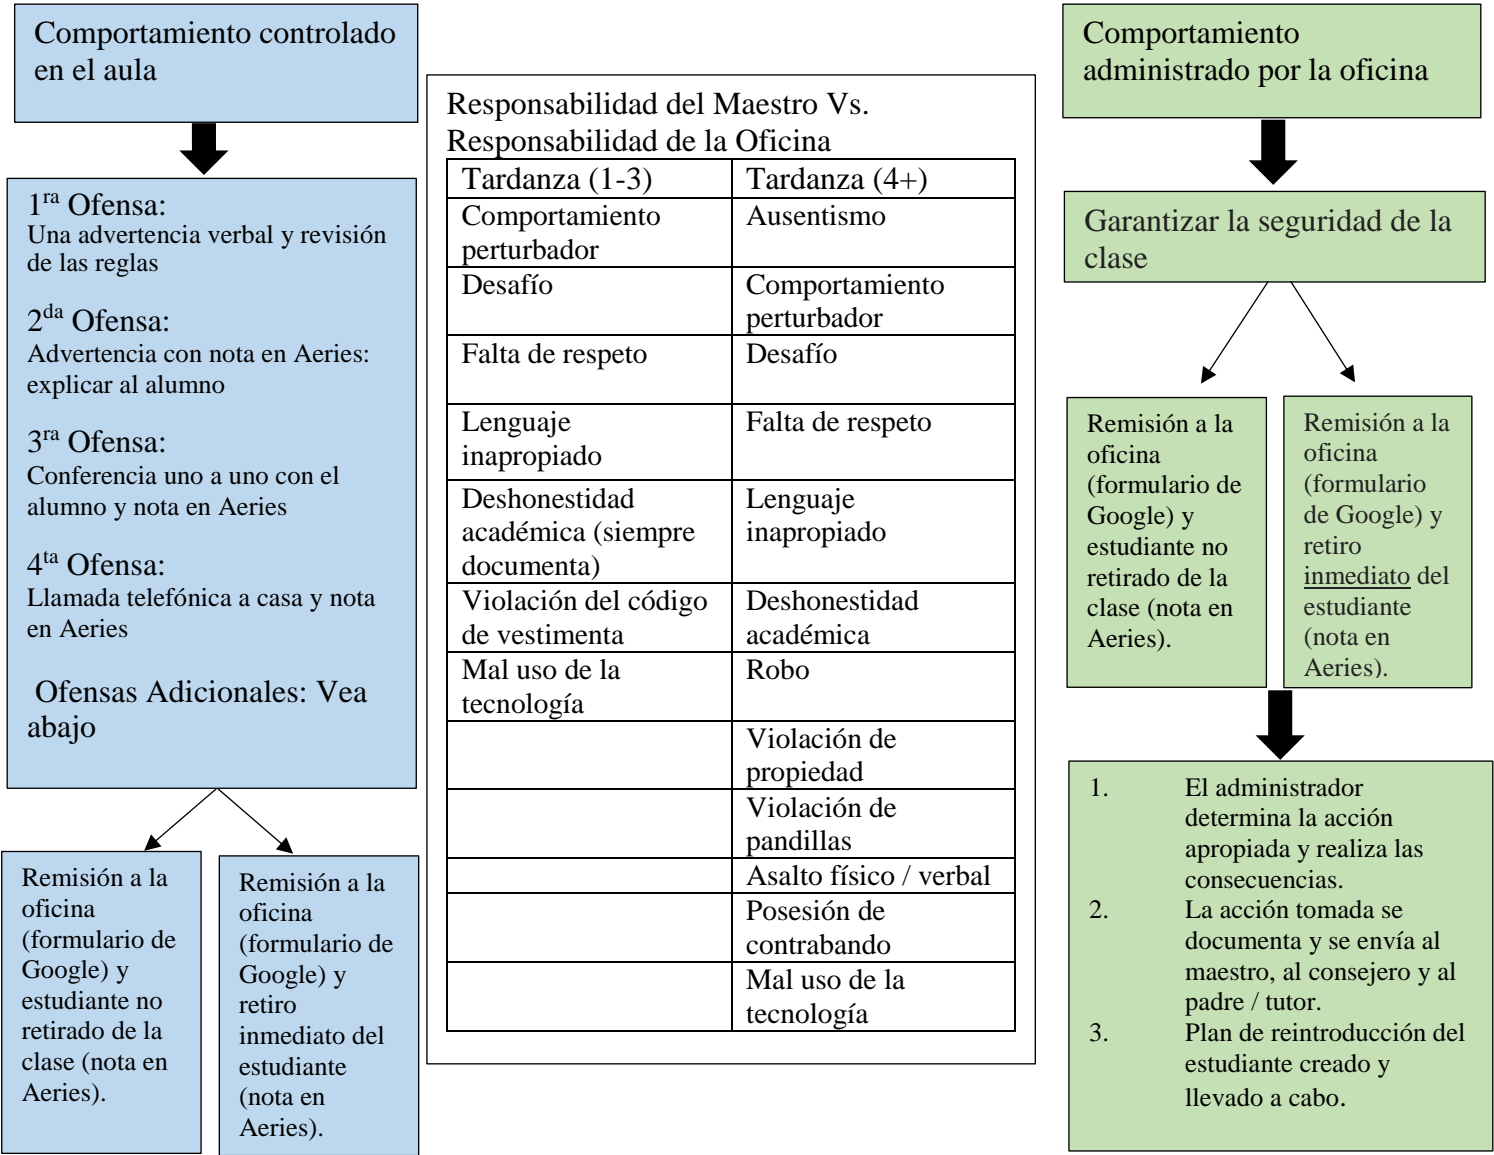 Comportamiento controlado
en el aula
1ra Ofensa:
Una advertencia verbal y revisión
de las reglas
2da Ofensa:
Advertencia con nota en Aeries:
explicar al alumno
3ra Ofensa:
Conferencia uno a uno con el
alumno y nota en Aeries
4ta Ofensa:
Llamada telefónica a casa y nota
en Aeries
Ofensas Adicionales: Vea
abajo
Remisión a la
oficina
(formulario de
Google) y
estudiante no
retirado de la
clase (nota en
Aeries).
Remisión a la
oficina
(formulario de
Google) y
retiro
inmediato del
estudiante
(nota en
Aeries).
Responsabilidad del Maestro Vs.
Responsabilidad de la Oficina
Tardanza (1-3)
Tardanza (4+)
Comportamiento
perturbador
Ausentismo
Desafío
Comportamiento
perturbador
Falta de respeto
Desafío
Lenguaje
inapropiado
Falta de respeto
Deshonestidad
académica (siempre
documenta)
Lenguaje
inapropiado
Violación del código
de vestimenta
Deshonestidad
académica
Mal uso de la
tecnología
Robo
Violación de
propiedad
Violación de
pandillas
Asalto físico / verbal
Posesión de
contrabando
Mal uso de la
tecnología
Comportamiento
administrado por la oficina
Garantizar la seguridad de la
clase
Remisión a la
oficina
(formulario de
Google) y
estudiante no
retirado de la
clase (nota en
Aeries).
Remisión a la
oficina
(formulario
de Google) y
retiro
inmediato del
estudiante
(nota en
Aeries).
1. El administrador
determina la acción
apropiada y realiza las
consecuencias.
2. La acción tomada se
documenta y se envía al
maestro, al consejero y al
padre / tutor.
3. Plan de reintroducción del
estudiante creado y
llevado a cabo.